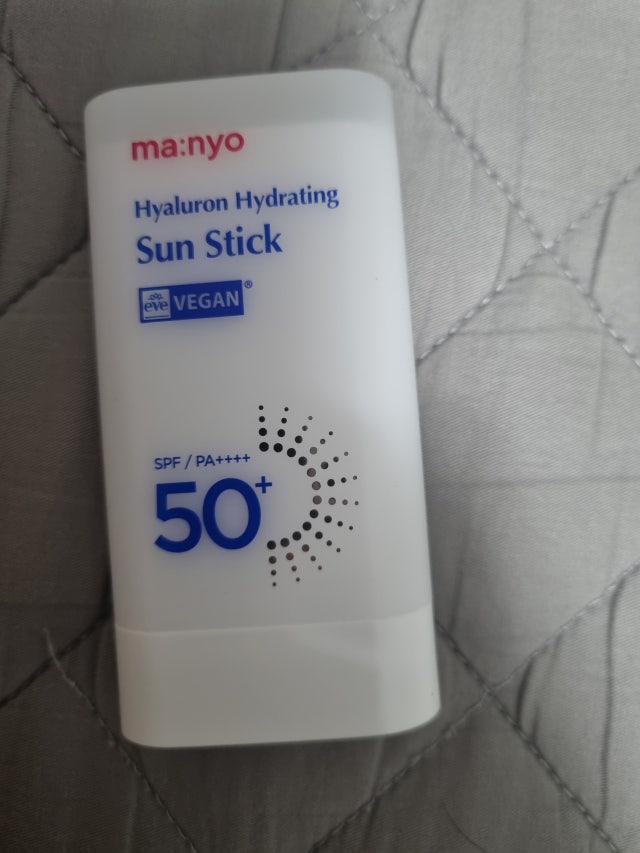 ma:nyo
Hyaluron Hydrating
Sun Stick
eve VEGAN®
SPF / PA++++
50+